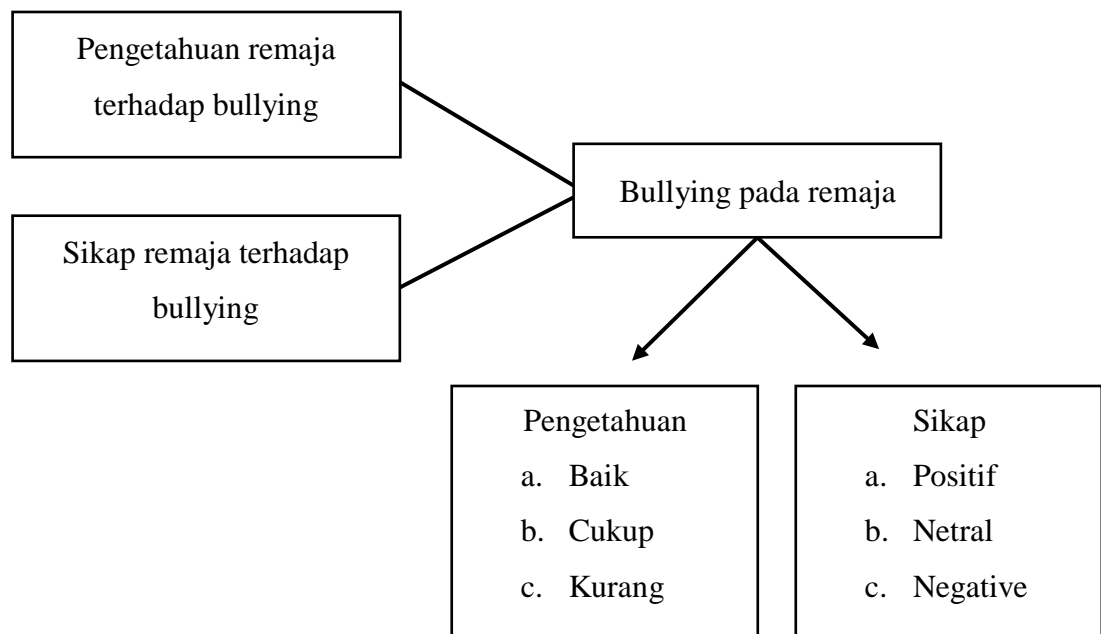 Pengetahuan remaja
terhadap bullying
Bullying pada remaja
Sikap remaja terhadap
bullying
Pengetahuan
a. Baik
b. Cukup
c. Kurang
Sikap
a. Positif
b. Netral
c. Negative